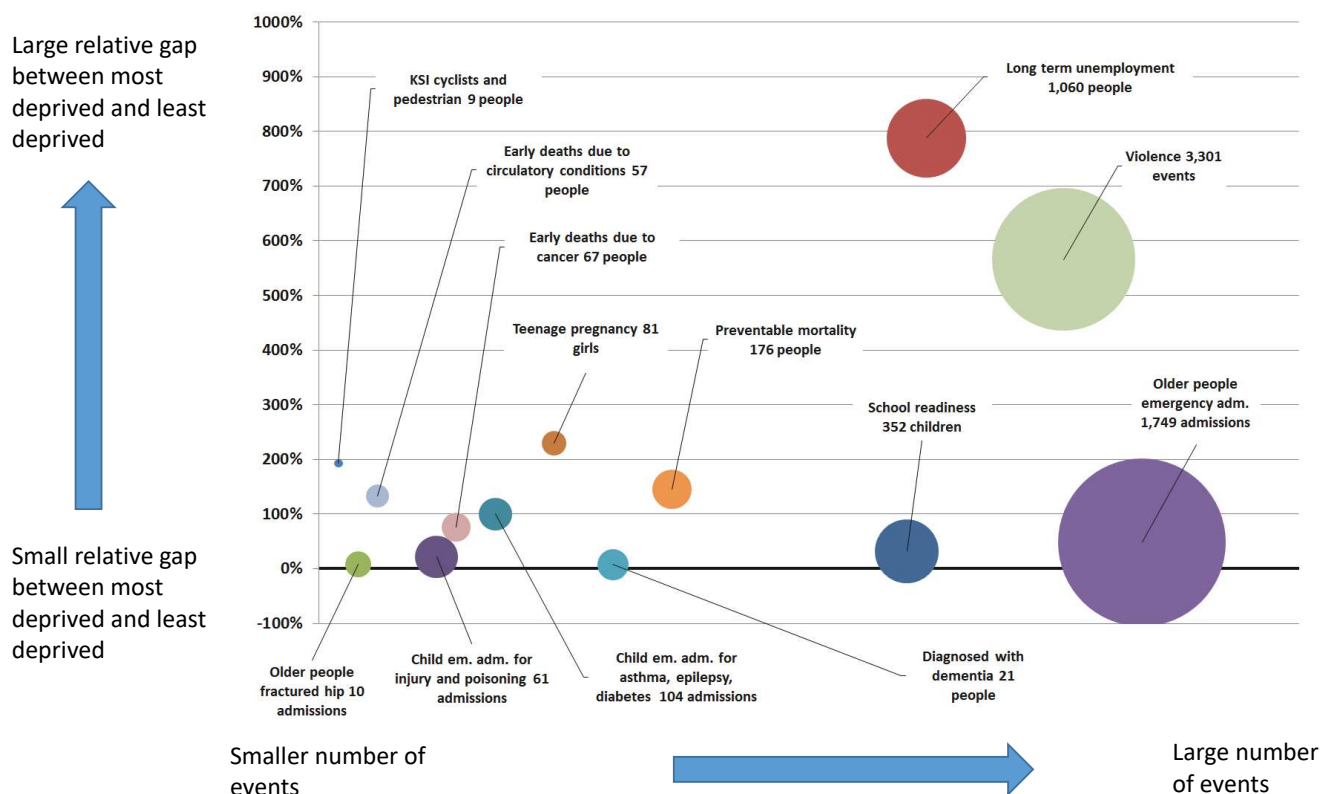 Large relative gap
between most
deprived and least
deprived
Small relative gap
between most
deprived and least
deprived
1000%
900%
800%
700%
600%
500%
400%
300%
200%
100%
0%
-100%
KSI cyclists and
pedestrian 9 people
Early deaths due to
circulatory conditions 57
people
Early deaths due to
cancer 67 people
Teenage pregnancy 81
girls
Preventable mortality
176 people
Long term unemployment
1,060 people
Violence 3,301
events
School readiness
352 children
Older people
emergency adm.
1,749 admissions
Older people
fractured hip 10
admissions
Child em. adm. for
injury and poisoning 61
admissions
Child em. adm. for
asthma, epilepsy,
diabetes 104 admissions
Diagnosed with
dementia 21
people
Smaller number of
events
Large number
of events